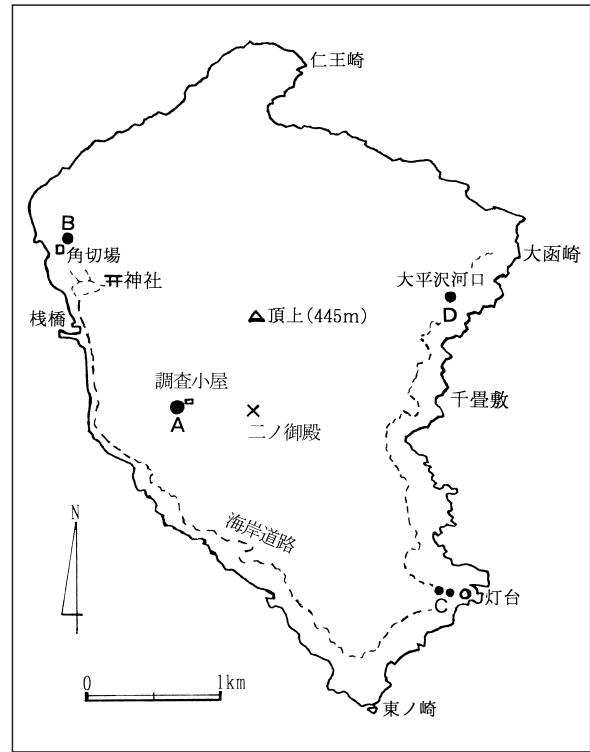 仁王崎
B
角切場
大函崎
神社
大平沢河口
D
桟橋
頂上(445m)
調査小屋
A
二ノ御殿
千畳敷
N
海岸道路
C
灯台
0 1km
東ノ崎